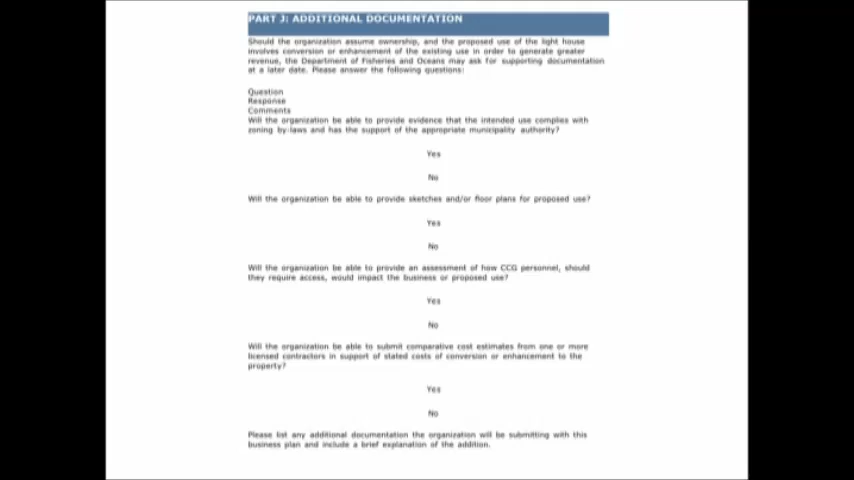 PART J: ADDITIONAL DOCUMENTATION
Should the organization assume ownership, and the proposed use of the light house
involves conversion or enhancement of the existing use in order to generate greater
revenue, the Department of Fisheries and Oceans may ask for supporting documentation
at a later date. Please answer the following questions:
Question
Response
Comments
Will the organization be able to provide evidence that the intended use complies with
zoning by-laws and has the support of the appropriate municipality authority?
Yes
No
Will the organization be able to provide sketches and/or floor plans for proposed use?
Yes
No
Will the organization be able to provide an assessment of how CCG personnel, should
they require access, would impact the business or proposed use?
Yes
No
Will the organization be able to submit comparative cost estimates from one or more
licensed contractors in support of stated costs of conversion or enhancement to the
property?
Yes
No
Please list any additional documentation the organization will be submitting with this
business plan and include a brief explanation of the addition.